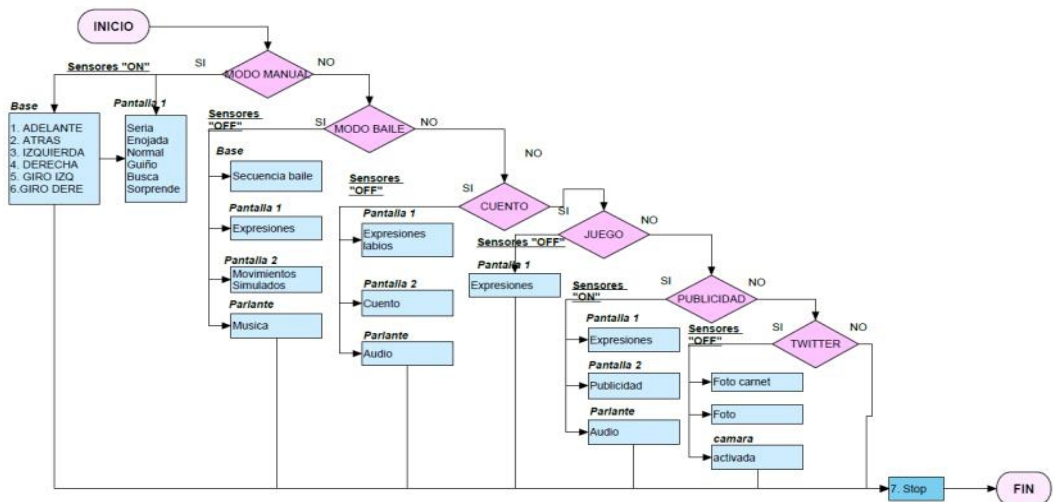 INICIO
Sensores "ON"
SI
MODO MANUAL
NO
Base
1. ADELANTE
2. ATRAS
3. IZQUIERDA
4. DERECHA
5. GIRO IZQ
6.GIRO DERE
Pantalla 1
Seria
Enojada
Normal
Guiño
Busca
Sorprende
Sensores
"OFF"
SI
MODO BAILE
NO
Base
Secuencia baile
Pantalla 1
Expresiones
Pantalla 2
Movimientos
Simulados
Parlante
Musica
NO
Sensores
"OFF"
SI
CUENTO
Pantalla 1
Expresiones
labios
Pantalla 2
Cuento
Parlante
Audio
SI
JUEGO
NO
Sensores "OFF"
Pantalla 1
Expresiones
Sensores
"ON"
SI
PUBLICIDAD
NO
Pantalla 1
Expresiones
Pantalla 2
Publicidad
Parlante
Audio
Sensores
"OFF"
SI
TWITTER
NO
Foto carnet
Foto
camara
activada
7. Stop
FIN